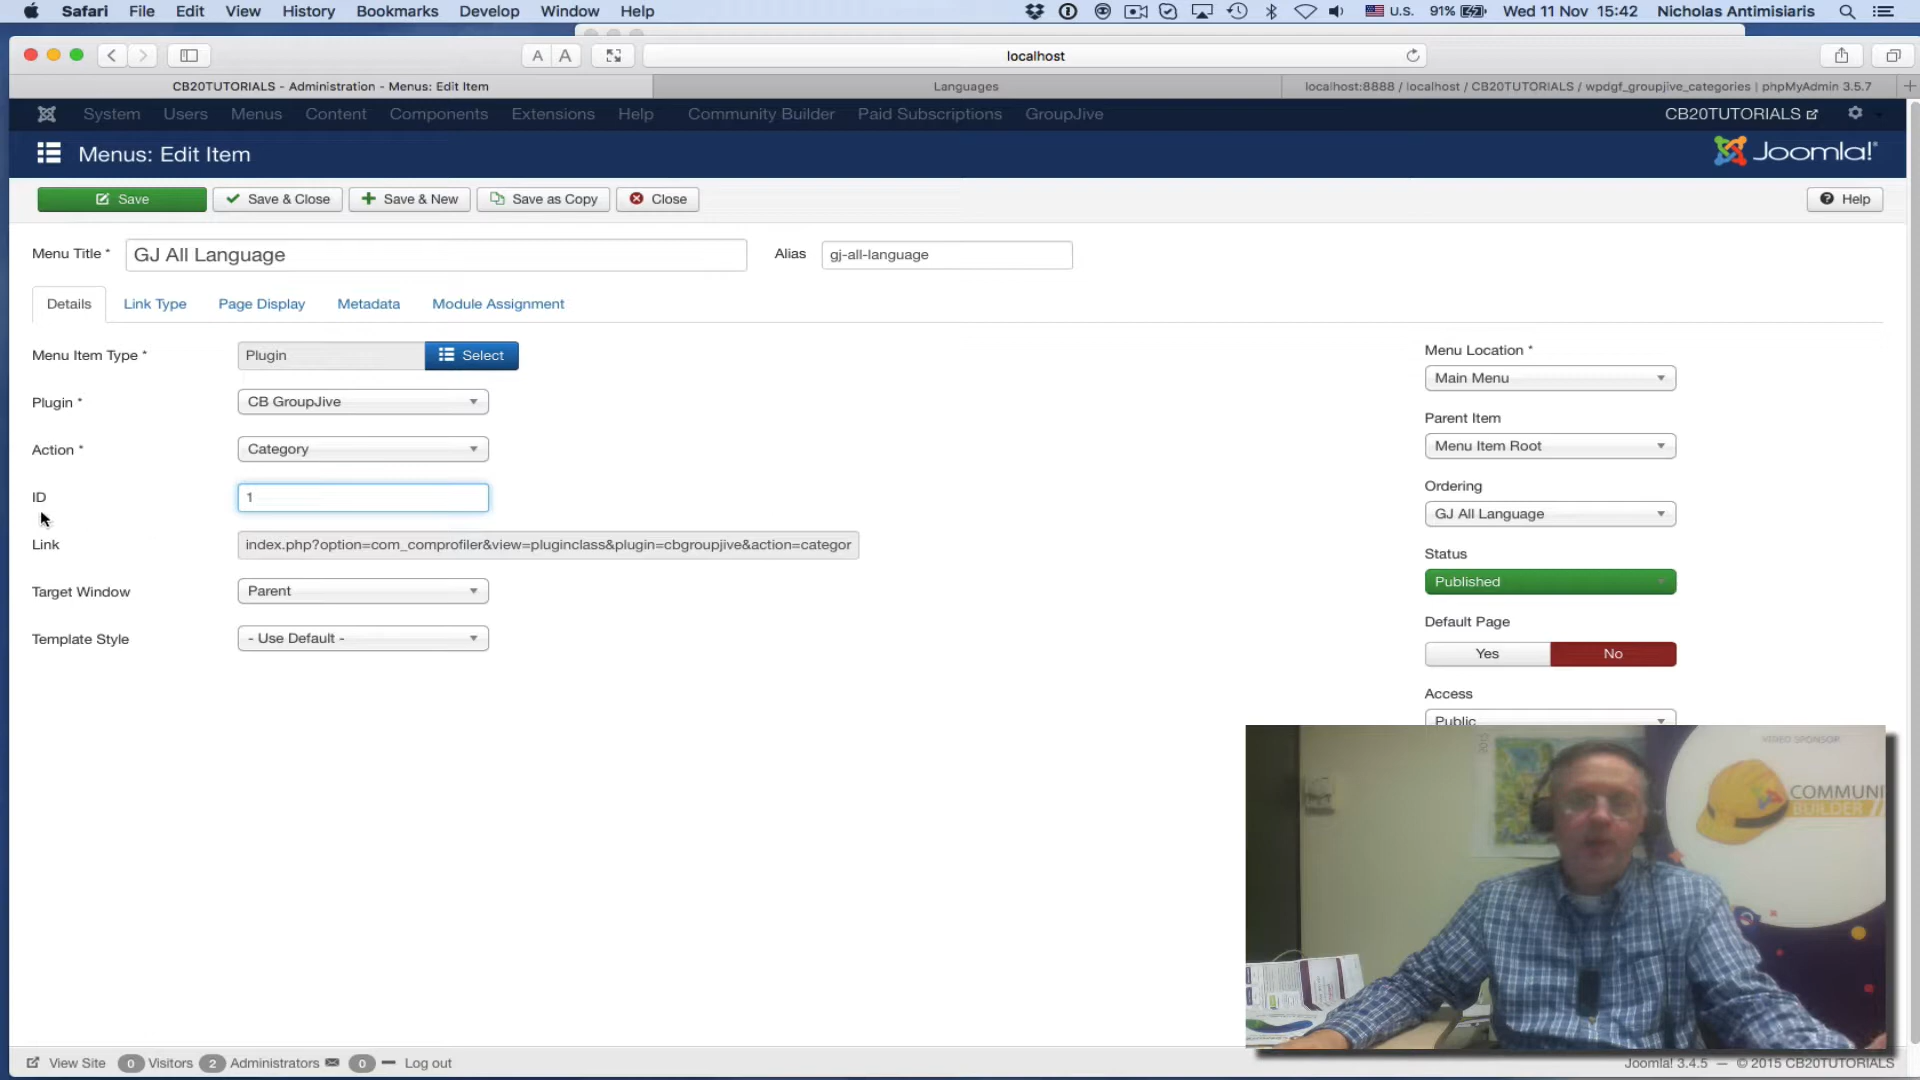 Safari File Edit View History Bookmarks Develop Window Help U.S. 91% Wed 11 Nov 15:42 Nicholas Antimisiaris
A A localhost
CB20TUTORIALS - Administration - Menus: Edit Item Languages localhost:8888 / localhost / CB20TUTORIALS / wpdgf_groupjive_categories | phpMyAdmin 3.5.7
System Users Menus Content Components Extensions Help Community Builder Paid Subscriptions GroupJive CB20TUTORIALS
Menus: Edit Item Joomla!®
Save Save & Close Save & New Save as Copy Close Help
Menu Title * GJ All Language Alias gj-all-language
Details Link Type Page Display Metadata Module Assignment
Menu Item Type * Plugin Select
Plugin * CB GroupJive
Action * Category
ID 1
Link index.php?option=com_comprofiler&view=pluginclass&plugin=cbgroupjive&action=categor
Target Window Parent
Template Style - Use Default -
Menu Location *
Main Menu
Parent Item
Menu Item Root
Ordering
GJ All Language
Status
Published
Default Page
Yes No
Access
Public
2015
VIDEO SPONSOR
COMMUNI
BUILDER
View Site 0 Visitors 2 Administrators 0 Log out Joomla! 3.4.5 — © 2015 CB20TUTORIALS